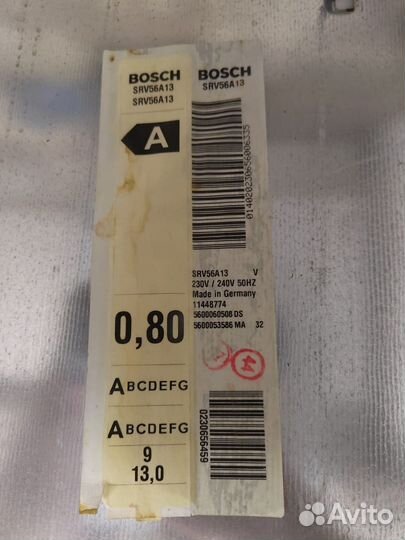 BOSCH
SRV56A13
SRV56A13
A
0,80
ABCDEFG
ABCDEFG
9
13,0
BOSCH
SRV56A13
014020230656006335
SRV56A13 V
230V / 240V 50HZ
Made in Germany
11448774
5600060508 DS
5600053586 MA 32
0230656459
Avito